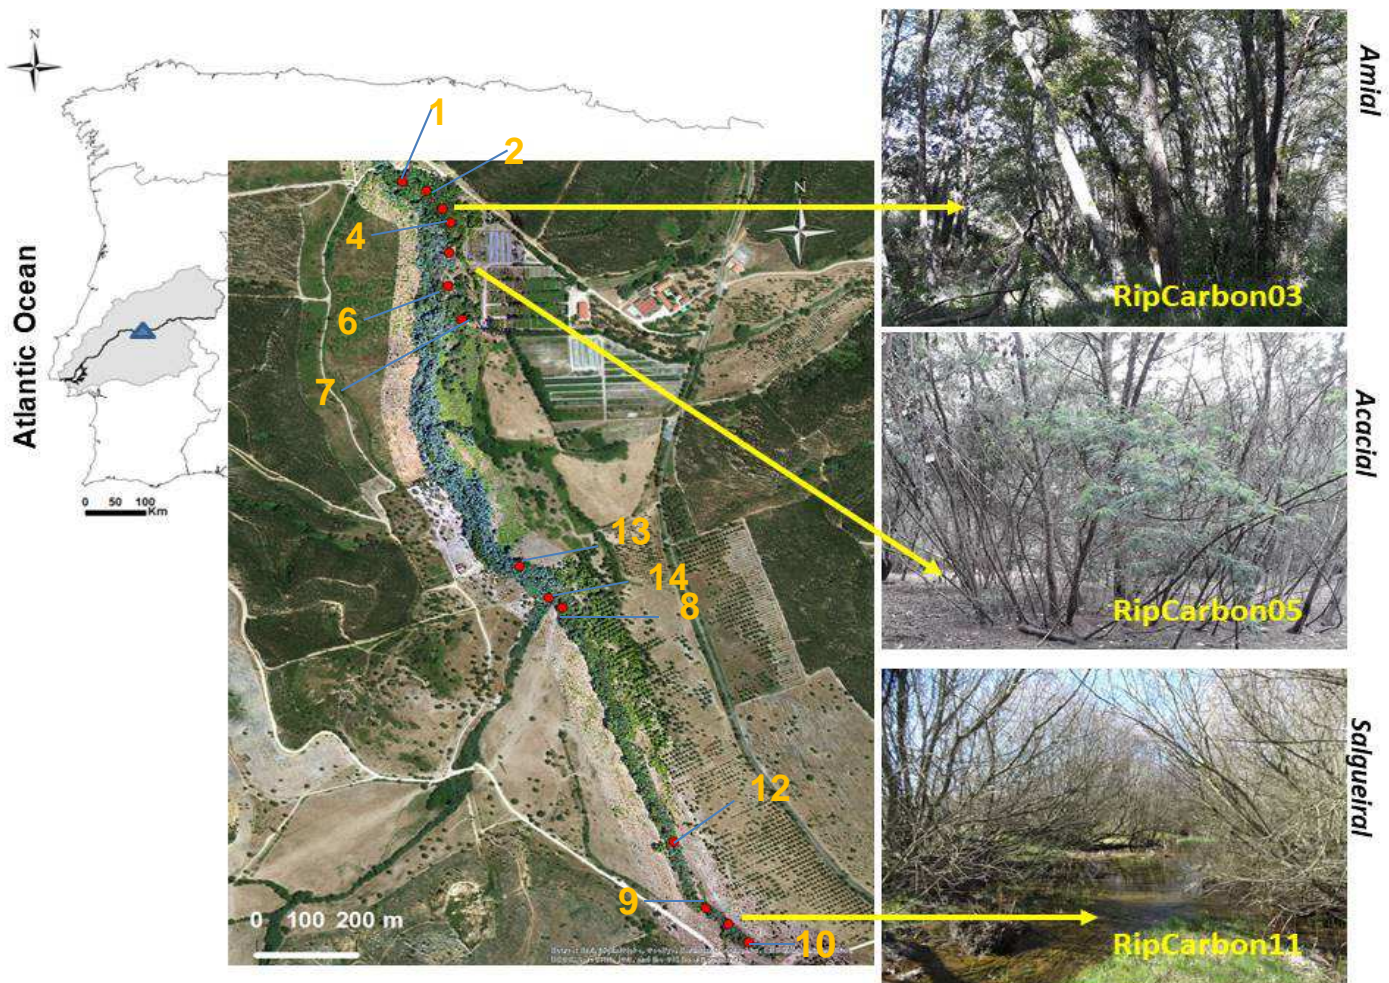 N
1
2
N
4
6
7
Atlantic Ocean
0 50 100
Km
13
14
8
12
9
10
0 100 200 m
Amial
RipCarbon03
Acacial
RipCarbon05
Salgueiral
RipCarbon11